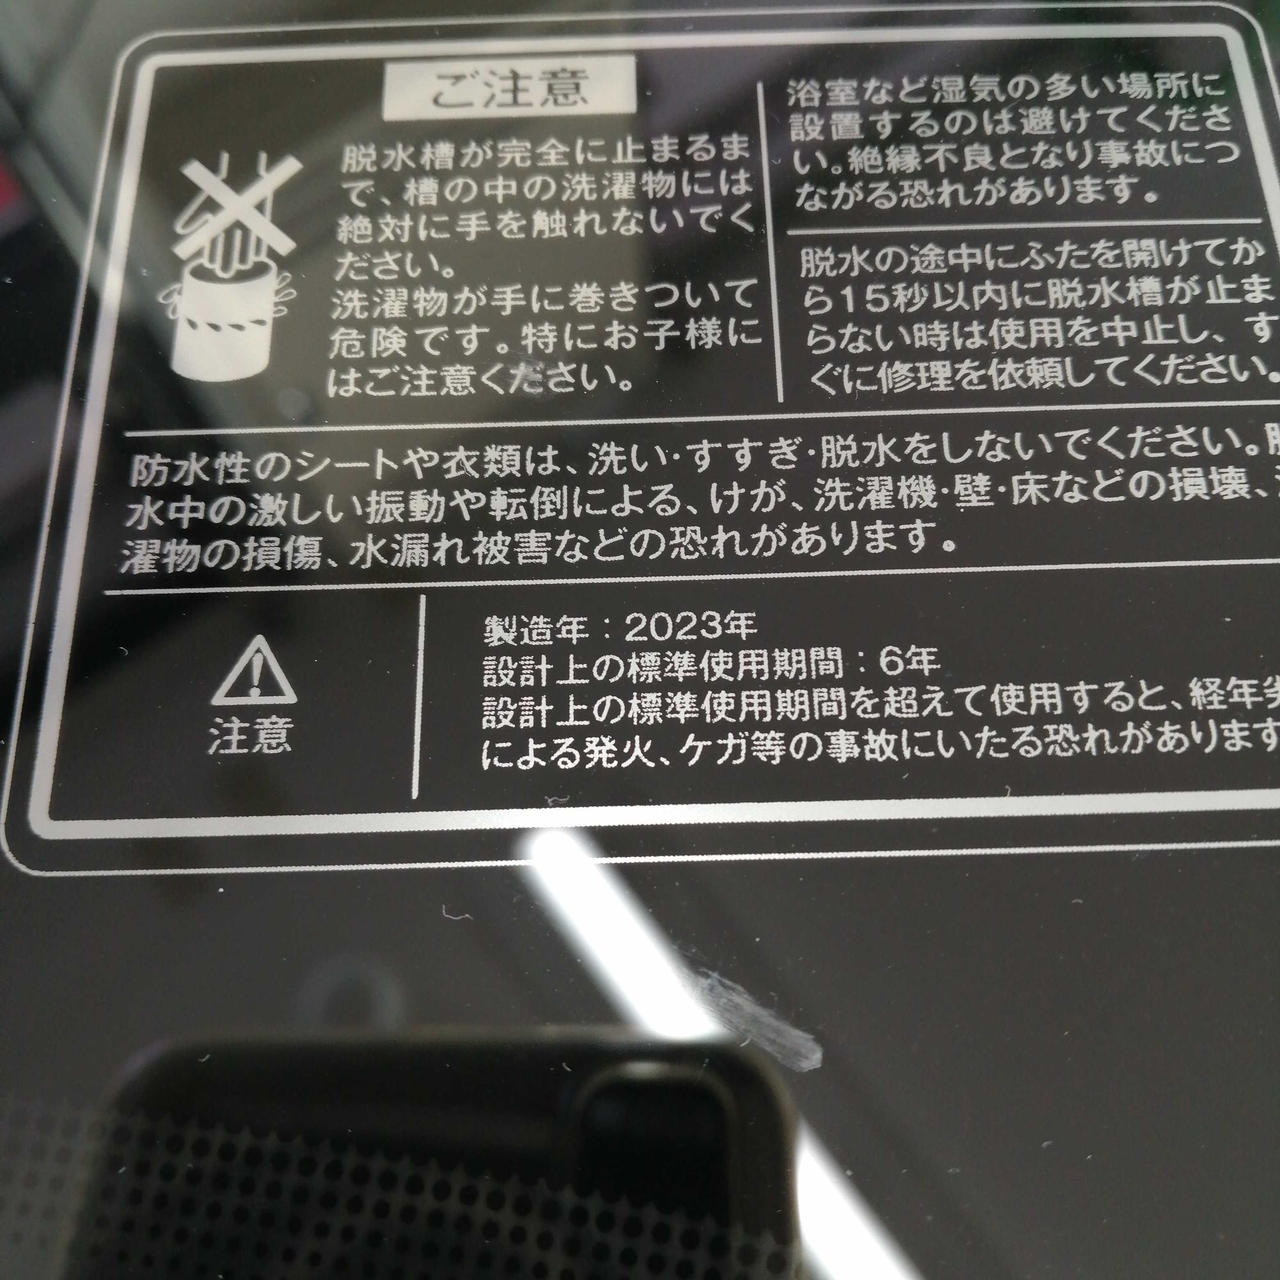 ご注意
脱水槽が完全に止まるま
で、槽の中の洗濯物には
絶対に手を触れないでく
ださい。
洗濯物が手に巻きついて
危険です。特にお子様に
はご注意ください。
浴室など湿気の多い場所に
設置するのは避けてくださ
い。絶縁不良となり事故につ
ながる恐れがあります。
脱水の途中にふたを開けてか
ら15秒以内に脱水槽が止ま
らない時は使用を中止し、す
ぐに修理を依頼してください。
防水性のシートや衣類は、洗い・すすぎ・脱水をしないでください。
水中の激しい振動や転倒による、けが、洗濯機・壁・床などの損壊、
濯物の損傷、水漏れ被害などの恐れがあります。
注意
製造年：2023年
設計上の標準使用期間：6年
設計上の標準使用期間を超えて使用すると、経年
による発火、ケガ等の事故にいたる恐れがあります